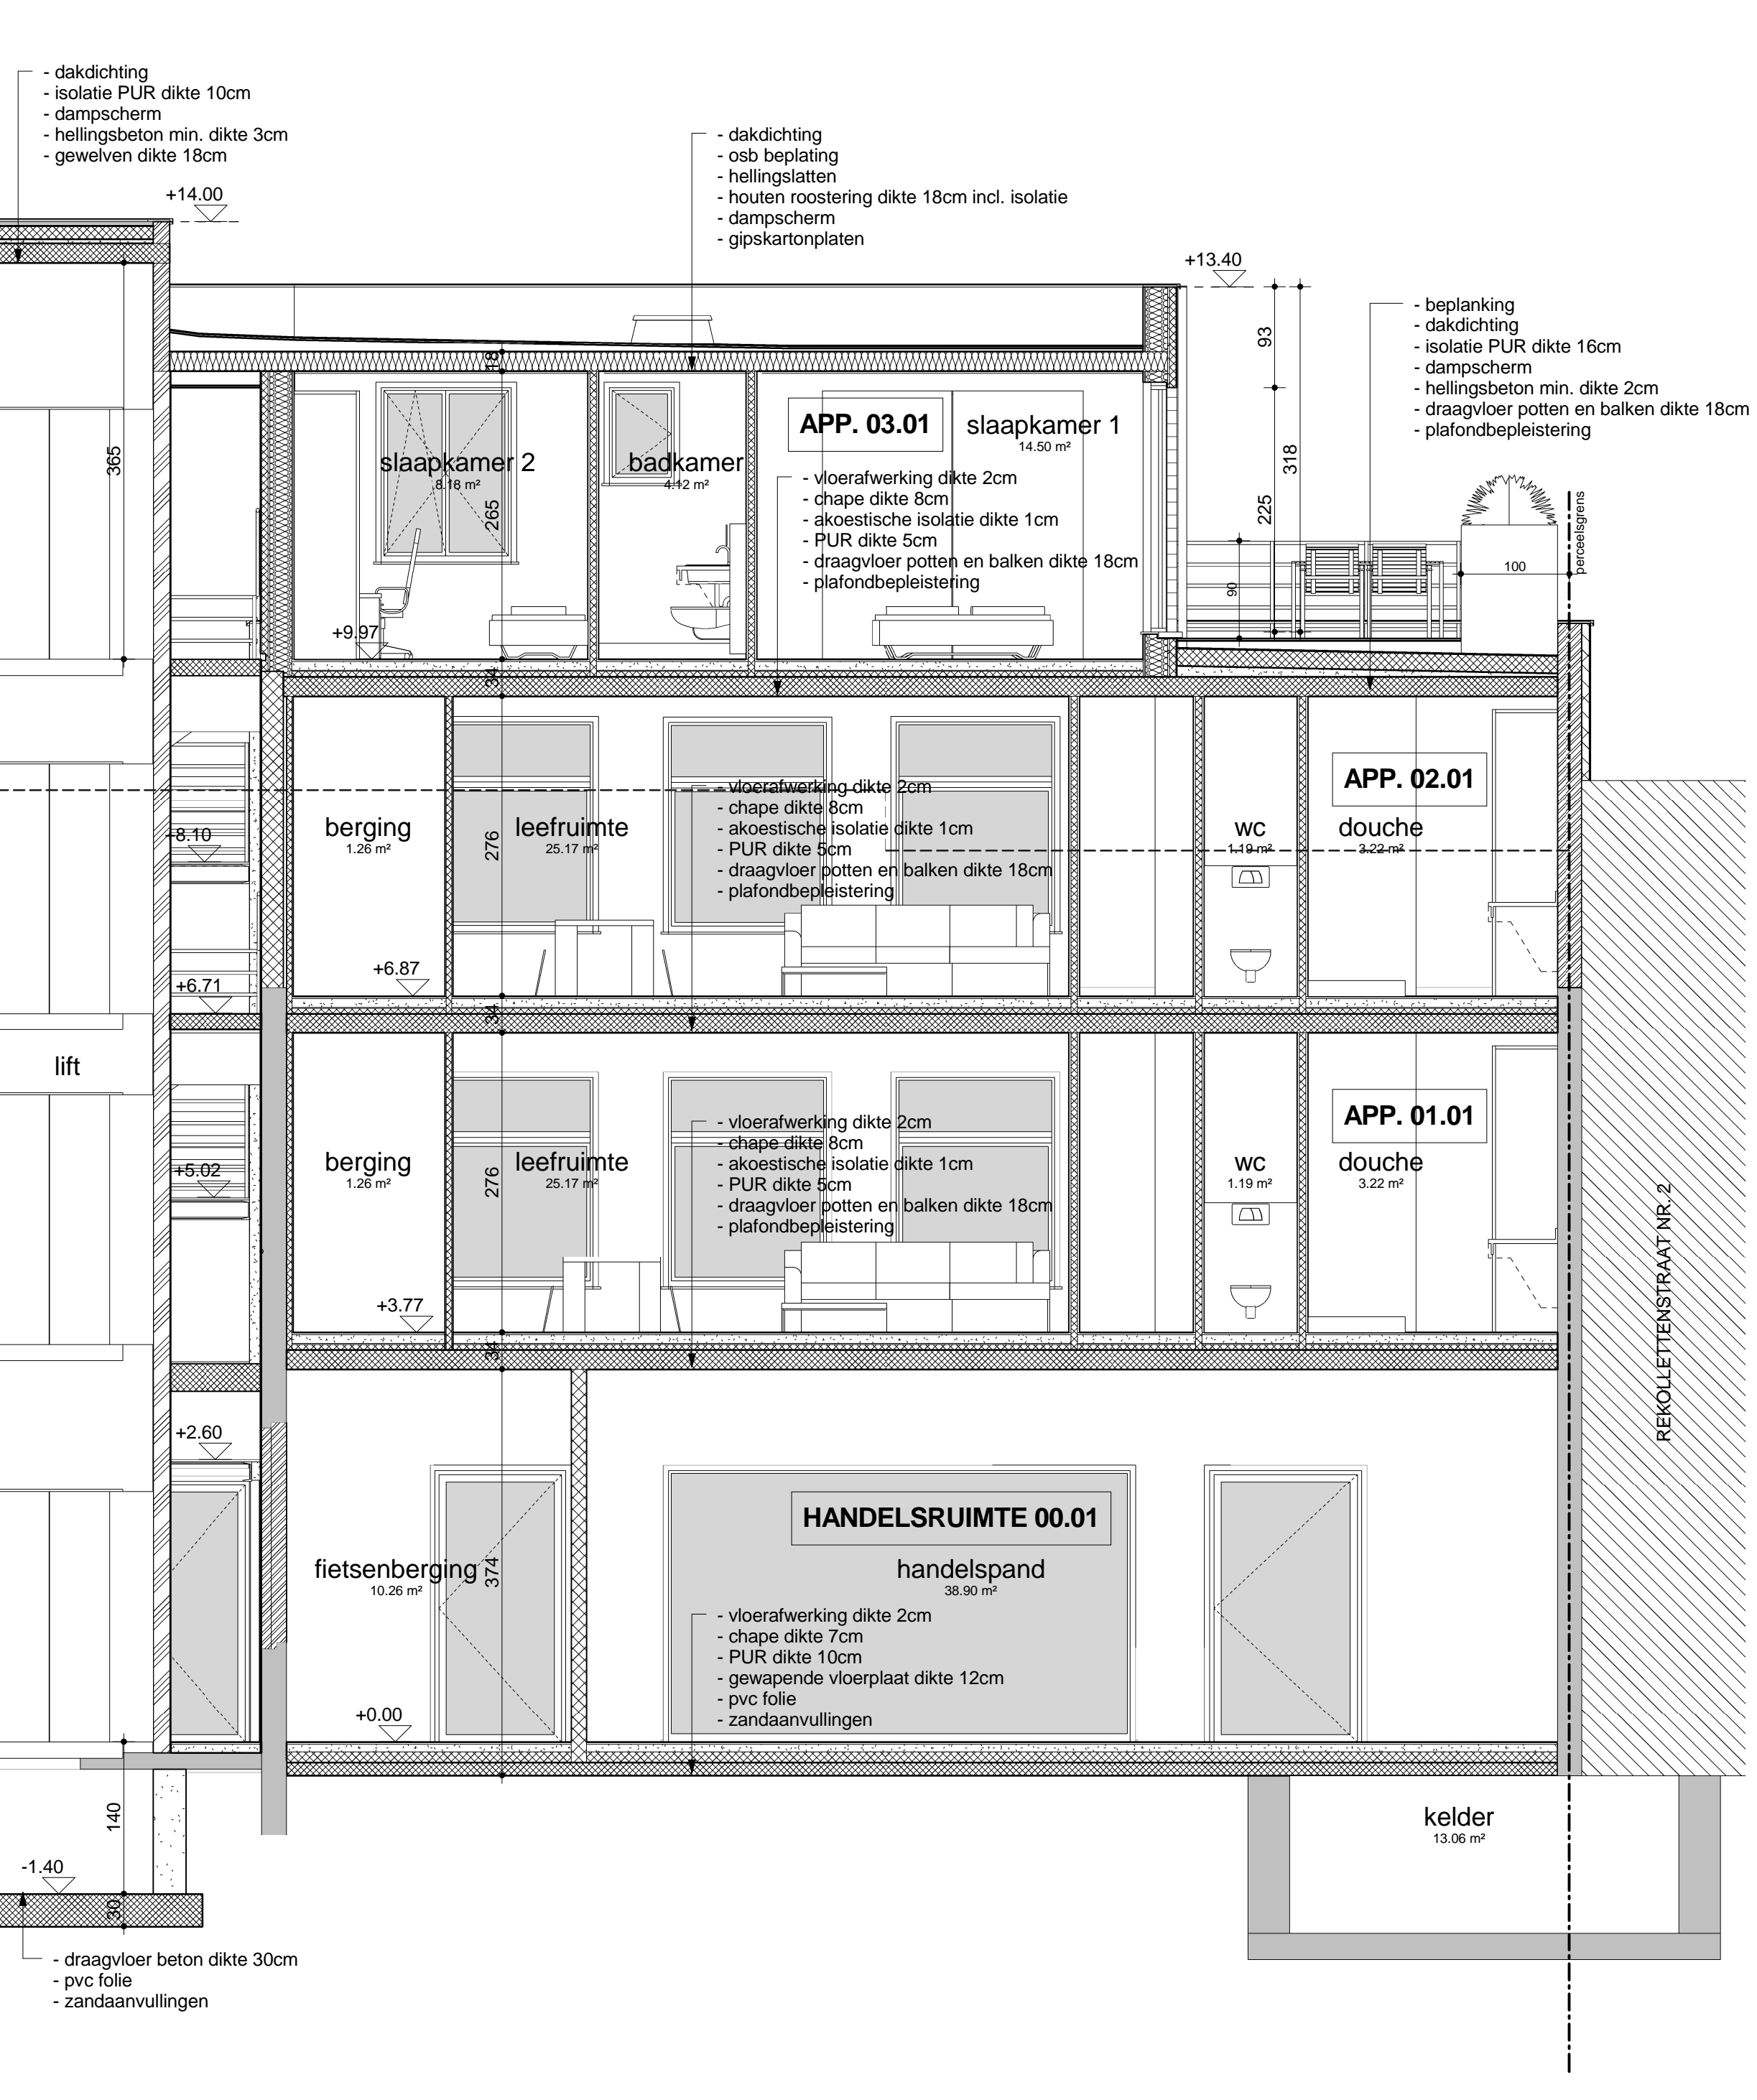 - dakdichting
- isolatie PUR dikte 10cm
- dampscherm
- hellingsbeton min. dikte 3cm
- gewelven dikte 18cm
+14.00
- dakdichting
- osb beplating
- hellingslatten
- houten roostering dikte 18cm incl. isolatie
- dampscherm
- gipskartonplaten
+13.40
- beplanking
- dakdichting
- isolatie PUR dikte 16cm
- dampscherm
- hellingsbeton min. dikte 2cm
- draagvloer potten en balken dikte 18cm
- plafondbepleistering
93
318
225
90
100
perceelsgrens
18
365
265
slaapkamer 2
8.18 m²
badkamer
4.12 m²
APP. 03.01
slaapkamer 1
14.50 m²
- vloerafwerking dikte 2cm
- chape dikte 8cm
- akoestische isolatie dikte 1cm
- PUR dikte 5cm
- draagvloer potten en balken dikte 18cm
- plafondbepleistering
+9.97
34
APP. 02.01
- vloerafwerking dikte 2cm
- chape dikte 8cm
- akoestische isolatie dikte 1cm
- PUR dikte 5cm
- draagvloer potten en balken dikte 18cm
- plafondbepleistering
+8.10
berging
1.26 m²
276
leefruimte
25.17 m²
wc
1.19 m²
douche
3.22 m²
+6.87
+6.71
34
lift
APP. 01.01
- vloerafwerking dikte 2cm
- chape dikte 8cm
- akoestische isolatie dikte 1cm
- PUR dikte 5cm
- draagvloer potten en balken dikte 18cm
- plafondbepleistering
+5.02
berging
1.26 m²
276
leefruimte
25.17 m²
wc
1.19 m²
douche
3.22 m²
+3.77
34
REKOLLETTENSTRAAT NR. 2
+2.60
HANDELSRUIMTE 00.01
fietsenberging
10.26 m²
374
handelspand
38.90 m²
- vloerafwerking dikte 2cm
- chape dikte 7cm
- PUR dikte 10cm
- gewapende vloerplaat dikte 12cm
- pvc folie
- zandaanvullingen
+0.00
140
kelder
13.06 m²
-1.40
30
- draagvloer beton dikte 30cm
- pvc folie
- zandaanvullingen